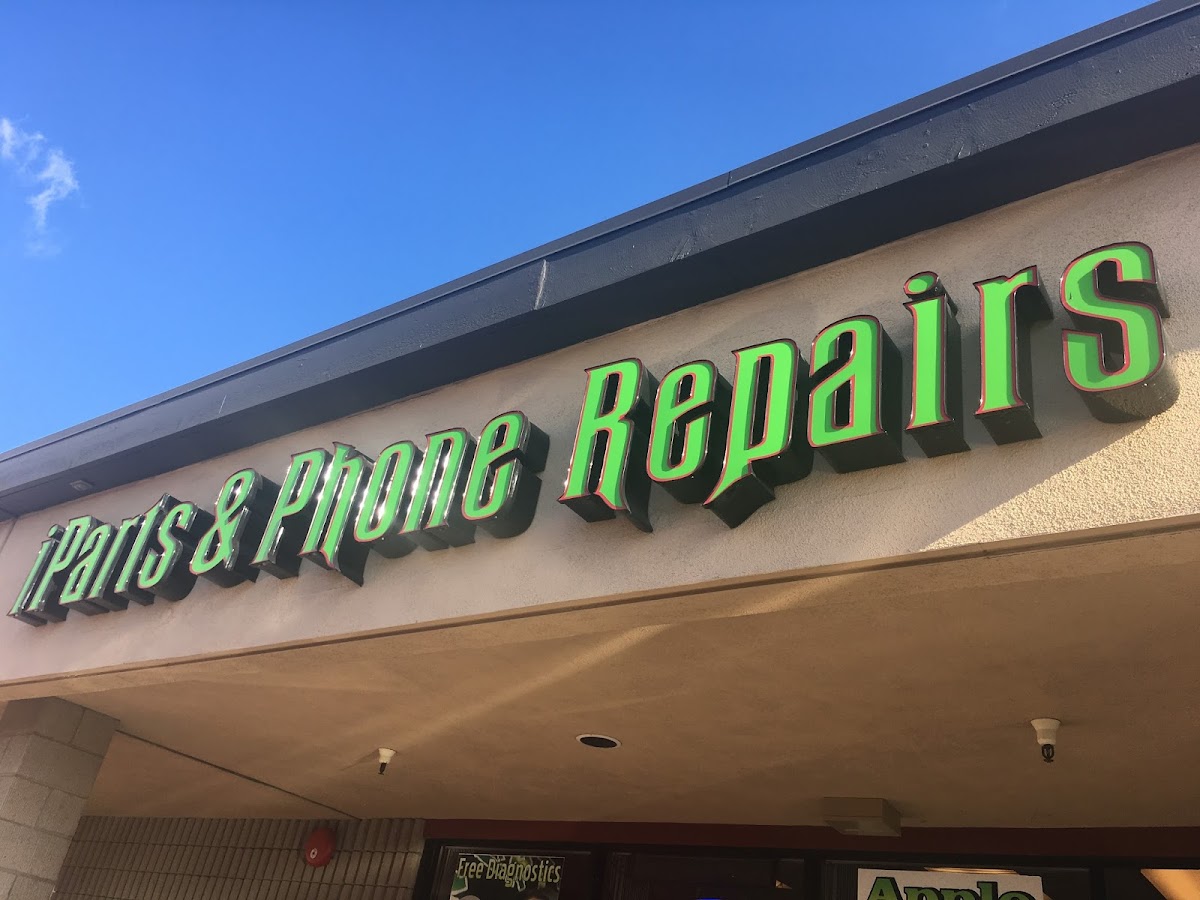 iParts & Phone Repairs
Free Diagnostics
Apple